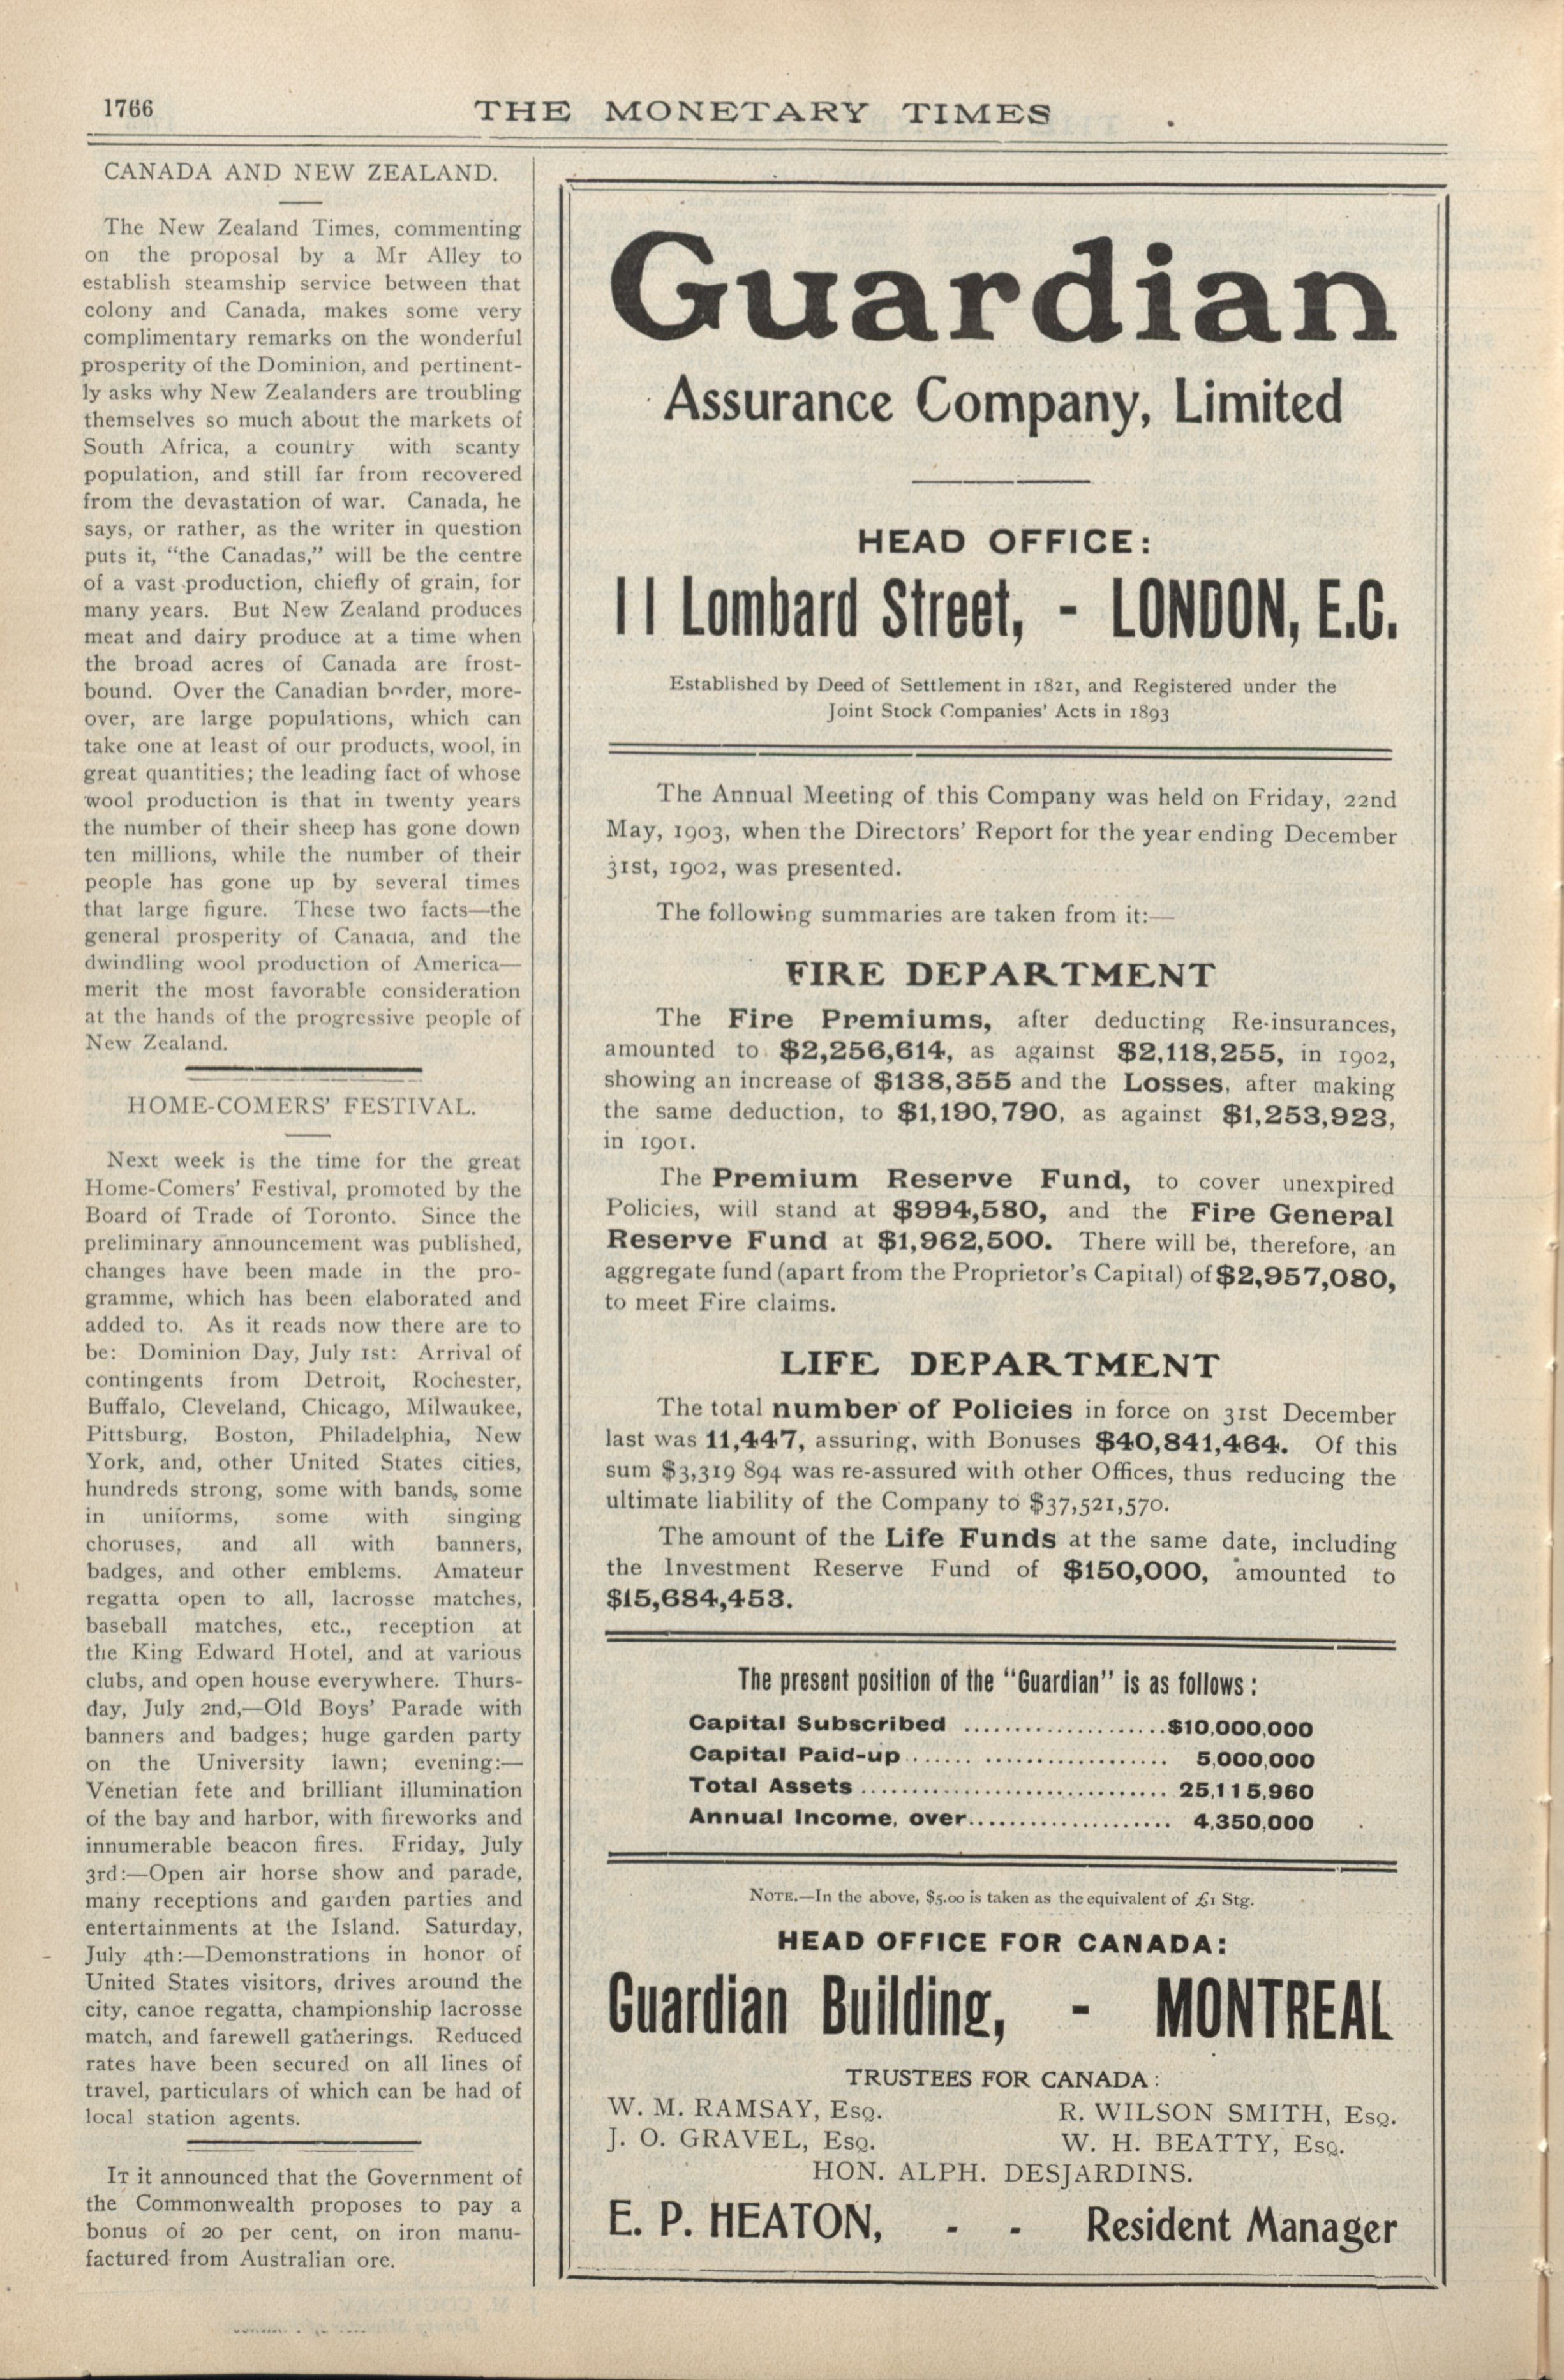 1766
THE MONETARY TIMES
CANADA AND NEW ZEALAND.
The New Zealand Times, commenting
on the proposal by a Mr Alley to
establish steamship service between that
colony and Canada, makes some very
complimentary remarks on the wonderful
prosperity of the Dominion, and pertinent-
ly asks why New Zealanders are troubling
themselves so much about the markets of
South Africa, a country with scanty
population, and still far from recovered
from the devastation of war. Canada, he
says, or rather, as the writer in question
puts it, "the Canadas," will be the centre
of a vast production, chiefly of grain, for
many years. But New Zealand produces
meat and dairy produce at a time when
the broad acres of Canada are frost-
bound. Over the Canadian border, more-
over, are large populations, which can
take one at least of our products, wool, in
great quantities; the leading fact of whose
wool production is that in twenty years
the number of their sheep has gone down
ten millions, while the number of their
people has gone up by several times
that large figure. These two facts—the
general prosperity of Canada, and the
dwindling wool production of America—
merit the most favorable consideration
at the hands of the progressive people of
New Zealand.
HOME-COMERS' FESTIVAL.
Next week is the time for the great
Home-Comers' Festival, promoted by the
Board of Trade of Toronto. Since the
preliminary announcement was published,
changes have been made in the pro-
gramme, which has been elaborated and
added to. As it reads now there are to
be: Dominion Day, July 1st: Arrival of
contingents from Detroit, Rochester,
Buffalo, Cleveland, Chicago, Milwaukee,
Pittsburg, Boston, Philadelphia, New
York, and, other United States cities,
hundreds strong, some with bands, some
in uniforms, some with singing
choruses, and all with banners,
badges, and other emblems. Amateur
regatta open to all, lacrosse matches,
baseball matches, etc., reception at
the King Edward Hotel, and at various
clubs, and open house everywhere. Thurs-
day, July 2nd,—Old Boys' Parade with
banners and badges; huge garden party
on the University lawn; evening:—
Venetian fete and brilliant illumination
of the bay and harbor, with fireworks and
innumerable beacon fires. Friday, July
3rd:—Open air horse show and parade,
many receptions and garden parties and
entertainments at the Island. Saturday,
July 4th:—Demonstrations in honor of
United States visitors, drives around the
city, canoe regatta, championship lacrosse
match, and farewell gatherings. Reduced
rates have been secured on all lines of
travel, particulars of which can be had of
local station agents.
IT it announced that the Government of
the Commonwealth proposes to pay a
bonus of 20 per cent, on iron manu-
factured from Australian ore.
Guardian
Assurance Company, Limited
HEAD OFFICE:
11 Lombard Street, - LONDON, E.C.
Established by Deed of Settlement in 1821, and Registered under the
Joint Stock Companies' Acts in 1893
The Annual Meeting of this Company was held on Friday, 22nd
May, 1903, when the Directors' Report for the year ending December
31st, 1902, was presented.
The following summaries are taken from it:—
FIRE DEPARTMENT
The Fire Premiums, after deducting Re-insurances,
amounted to $2,256,614, as against $2,118,255, in 1902,
showing an increase of $138,355 and the Losses, after making
the same deduction, to $1,190,790, as against $1,253,923,
in 1901.
The Premium Reserve Fund, to cover unexpired
Policies, will stand at $994,580, and the Fire General
Reserve Fund at $1,962,500. There will be, therefore, an
aggregate fund (apart from the Proprietor's Capital) of $2,957,080,
to meet Fire claims.
LIFE DEPARTMENT
The total number of Policies in force on 31st December
last was 11,447, assuring, with Bonuses $40,841,464. Of this
sum $3,319 894 was re-assured with other Offices, thus reducing the
ultimate liability of the Company to $37,521,570.
The amount of the Life Funds at the same date, including
the Investment Reserve Fund of $150,000, amounted to
$15,684,453.
The present position of the "Guardian" is as follows:
Capital Subscribed ....................$10,000,000
Capital Paid-up....... .................. 5,000,000
Total Assets.............................. 25,115,960
Annual Income, over.................... 4,350,000
NOTE.—In the above, $5.00 is taken as the equivalent of £1 Stg.
HEAD OFFICE FOR CANADA:
Guardian Building, - MONTREAL
TRUSTEES FOR CANADA:
W. M. RAMSAY, Esq. R. WILSON SMITH, Esq.
J. O. GRAVEL, Esq. W. H. BEATTY, Esq.
HON. ALPH. DESJARDINS.
E. P. HEATON, - - Resident Manager